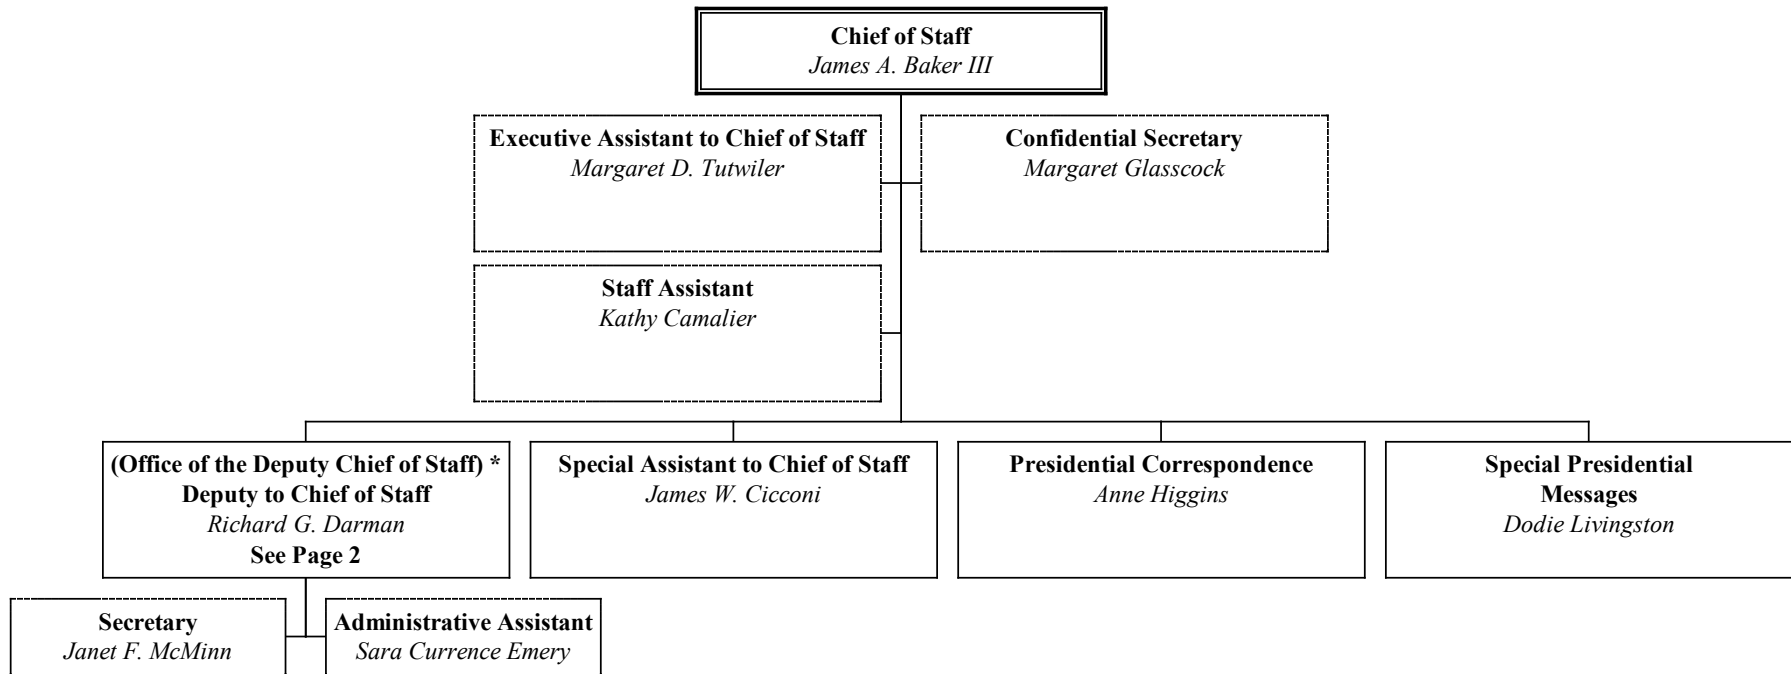 Chief of Staff
James A. Baker III
Executive Assistant to Chief of Staff
Margaret D. Tutwiler
Confidential Secretary
Margaret Glasscock
Staff Assistant
Kathy Camalier
(Office of the Deputy Chief of Staff) *
Deputy to Chief of Staff
Richard G. Darman
See Page 2
Special Assistant to Chief of Staff
James W. Cicconi
Presidential Correspondence
Anne Higgins
Special Presidential
Messages
Dodie Livingston
Secretary
Janet F. McMinn
Administrative Assistant
Sara Currence Emery